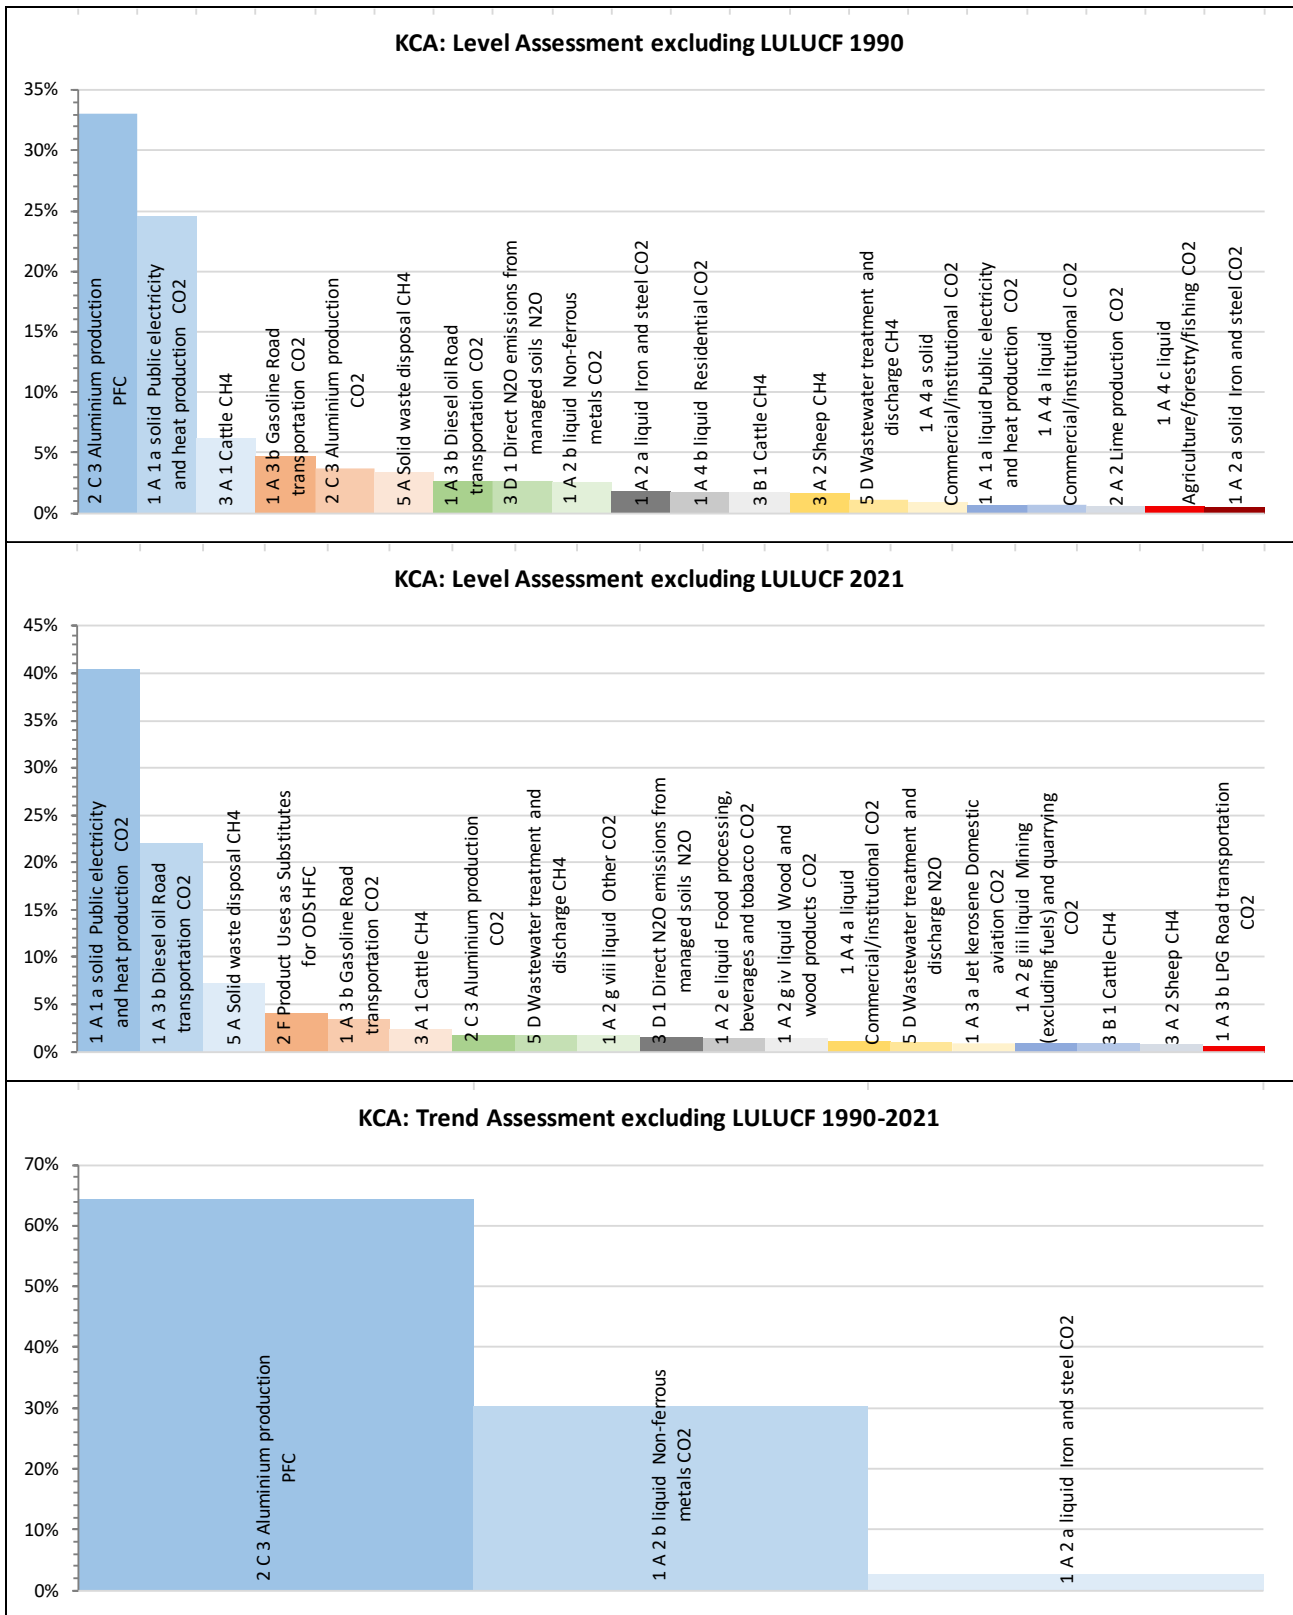 KCA: Level Assessment excluding LULUCF 1990
35%
30%
25%
20%
15%
10%
5%
0%
2 C 3 Aluminium production
PFC
1 A 1 a solid Public electricity
and heat production CO2
3 A 1 Cattle CH4
1 A 3 b Gasoline Road
transportation CO2
2 C 3 Aluminium production
CO2
5 A Solid waste disposal CH4
1 A 3 b Diesel oil Road
transportation CO2
3 D 1 Direct N2O emissions from
managed soils N2O
1 A 2 b liquid Non-ferrous
metals CO2
1 A 2 a liquid Iron and steel CO2
1 A 4 b liquid Residential CO2
3 B 1 Cattle CH4
3 A 2 Sheep CH4
5 D Wastewater treatment and
discharge CH4
1 A 4 a solid
Commercial/institutional CO2
1 A 1 a liquid Public electricity
and heat production CO2
1 A 4 a liquid
Commercial/institutional CO2
2 A 2 Lime production CO2
1 A 4 c liquid
Agriculture/forestry/fishing CO2
1 A 2 a solid Iron and steel CO2
KCA: Level Assessment excluding LULUCF 2021
45%
40%
35%
30%
25%
20%
15%
10%
5%
0%
1 A 1 a solid Public electricity
and heat production CO2
1 A 3 b Diesel oil Road
transportation CO2
5 A Solid waste disposal CH4
2 F Product Uses as Substitutes
for ODS HFC
1 A 3 b Gasoline Road
transportation CO2
3 A 1 Cattle CH4
2 C 3 Aluminium production
CO2
5 D Wastewater treatment and
discharge CH4
1 A 2 g viii liquid Other CO2
3 D 1 Direct N2O emissions from
managed soils N2O
1 A 2 e liquid Food processing,
beverages and tobacco CO2
1 A 2 g iv liquid Wood and
wood products CO2
1 A 4 a liquid
Commercial/institutional CO2
5 D Wastewater treatment and
discharge N2O
1 A 3 a Jet kerosene Domestic
aviation CO2
1 A 2 g iii liquid Mining
(excluding fuels) and quarrying
CO2
3 B 1 Cattle CH4
3 A 2 Sheep CH4
1 A 3 b LPG Road transportation
CO2
KCA: Trend Assessment excluding LULUCF 1990-2021
70%
60%
50%
40%
30%
20%
10%
0%
2 C 3 Aluminium production
PFC
1 A 2 b liquid Non-ferrous
metals CO2
1 A 2 a liquid Iron and steel CO2